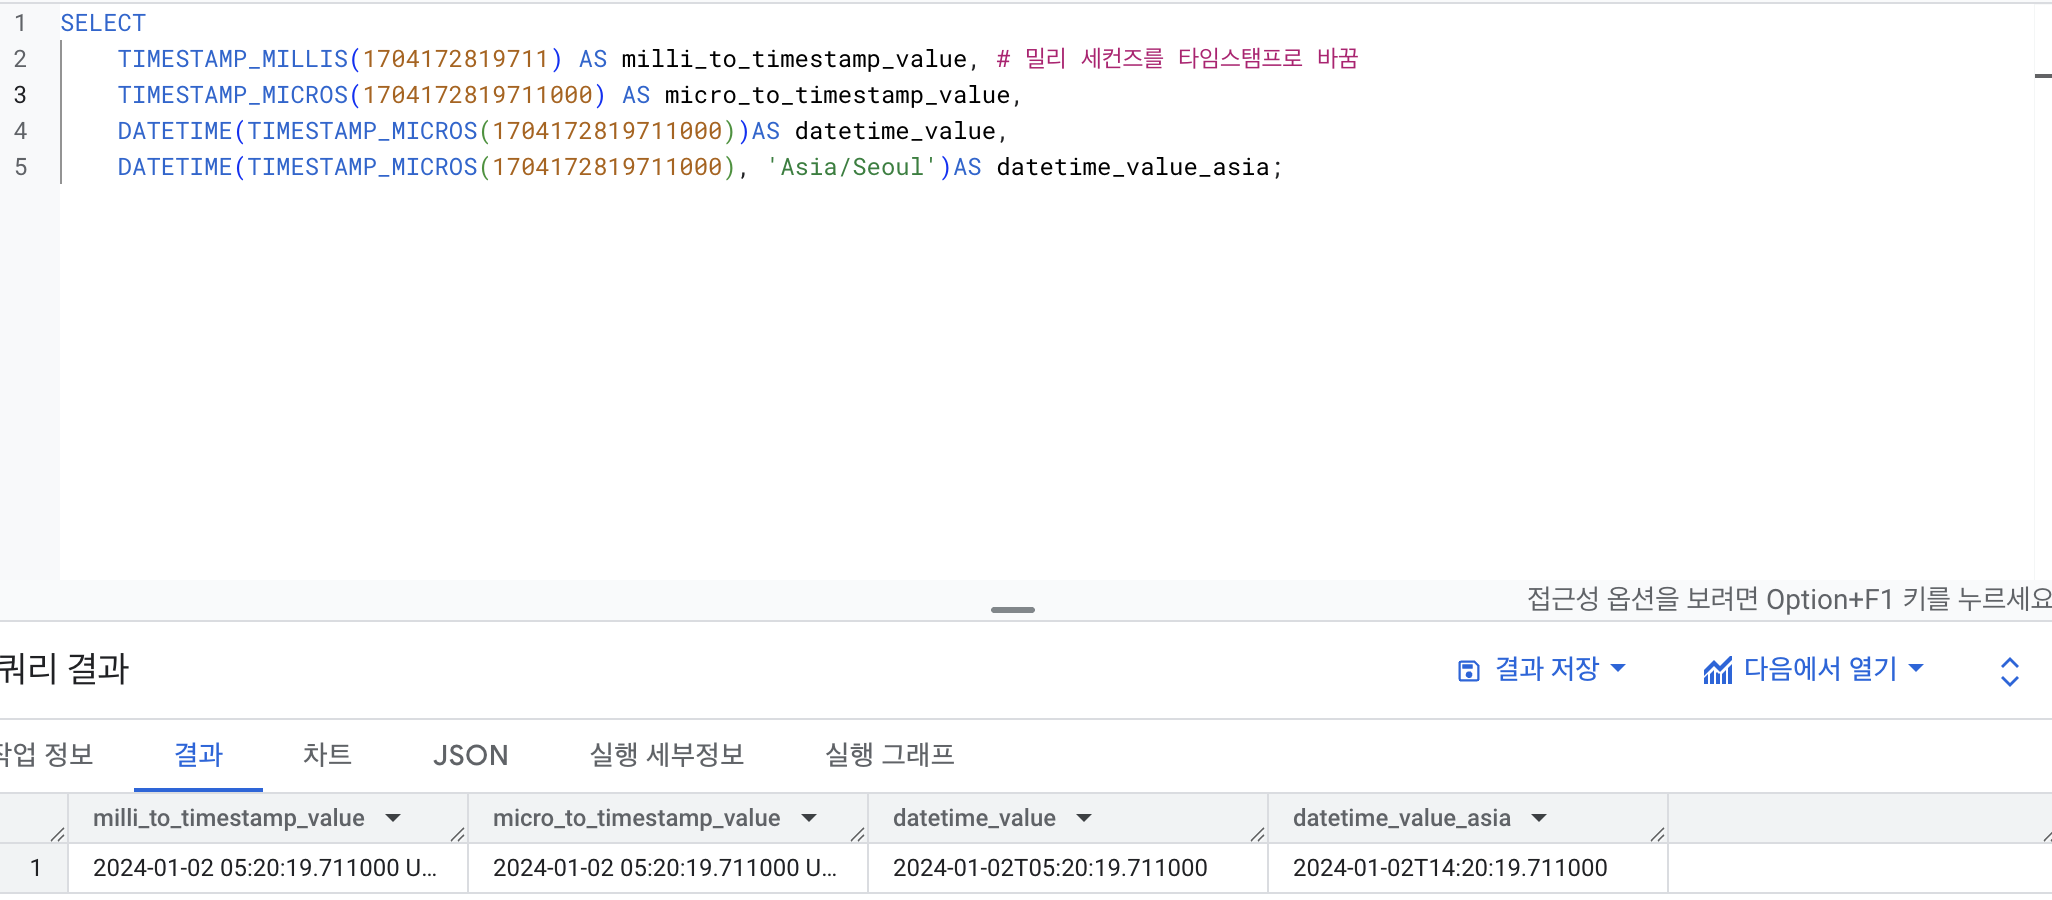 1 SELECT
2 TIMESTAMP_MILLIS(1704172819711) AS milli_to_timestamp_value, # 밀리 세컨즈를 타임스탬프로 바꿈
3 TIMESTAMP_MICROS(1704172819711000) AS micro_to_timestamp_value,
4 DATETIME(TIMESTAMP_MICROS(1704172819711000))AS datetime_value,
5 DATETIME(TIMESTAMP_MICROS(1704172819711000), 'Asia/Seoul')AS datetime_value_asia;
접근성 옵션을 보려면 Option+F1 키를 누르세요
쿼리 결과 결과 저장 다음에서 열기
작업 정보 결과 차트 JSON 실행 세부정보 실행 그래프
milli_to_timestamp_value micro_to_timestamp_value datetime_value datetime_value_asia
1 2024-01-02 05:20:19.711000 U... 2024-01-02 05:20:19.711000 U... 2024-01-02T05:20:19.711000 2024-01-02T14:20:19.711000